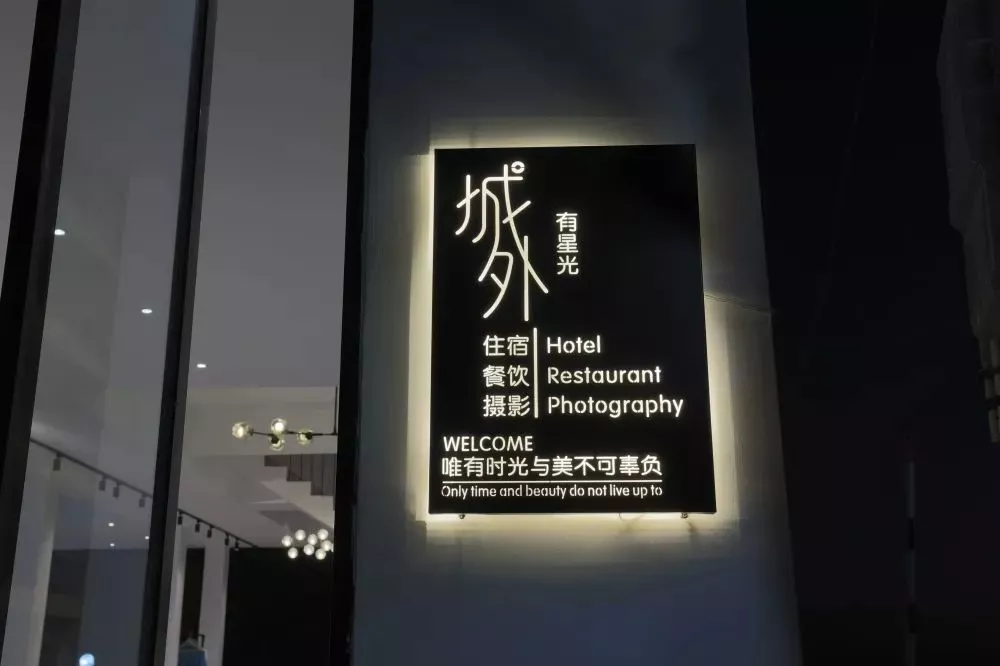 城外
有星光
住宿 Hotel
餐饮 Restaurant
摄影 Photography
WELCOME
唯有时光与美不可辜负
Only time and beauty do not live up to